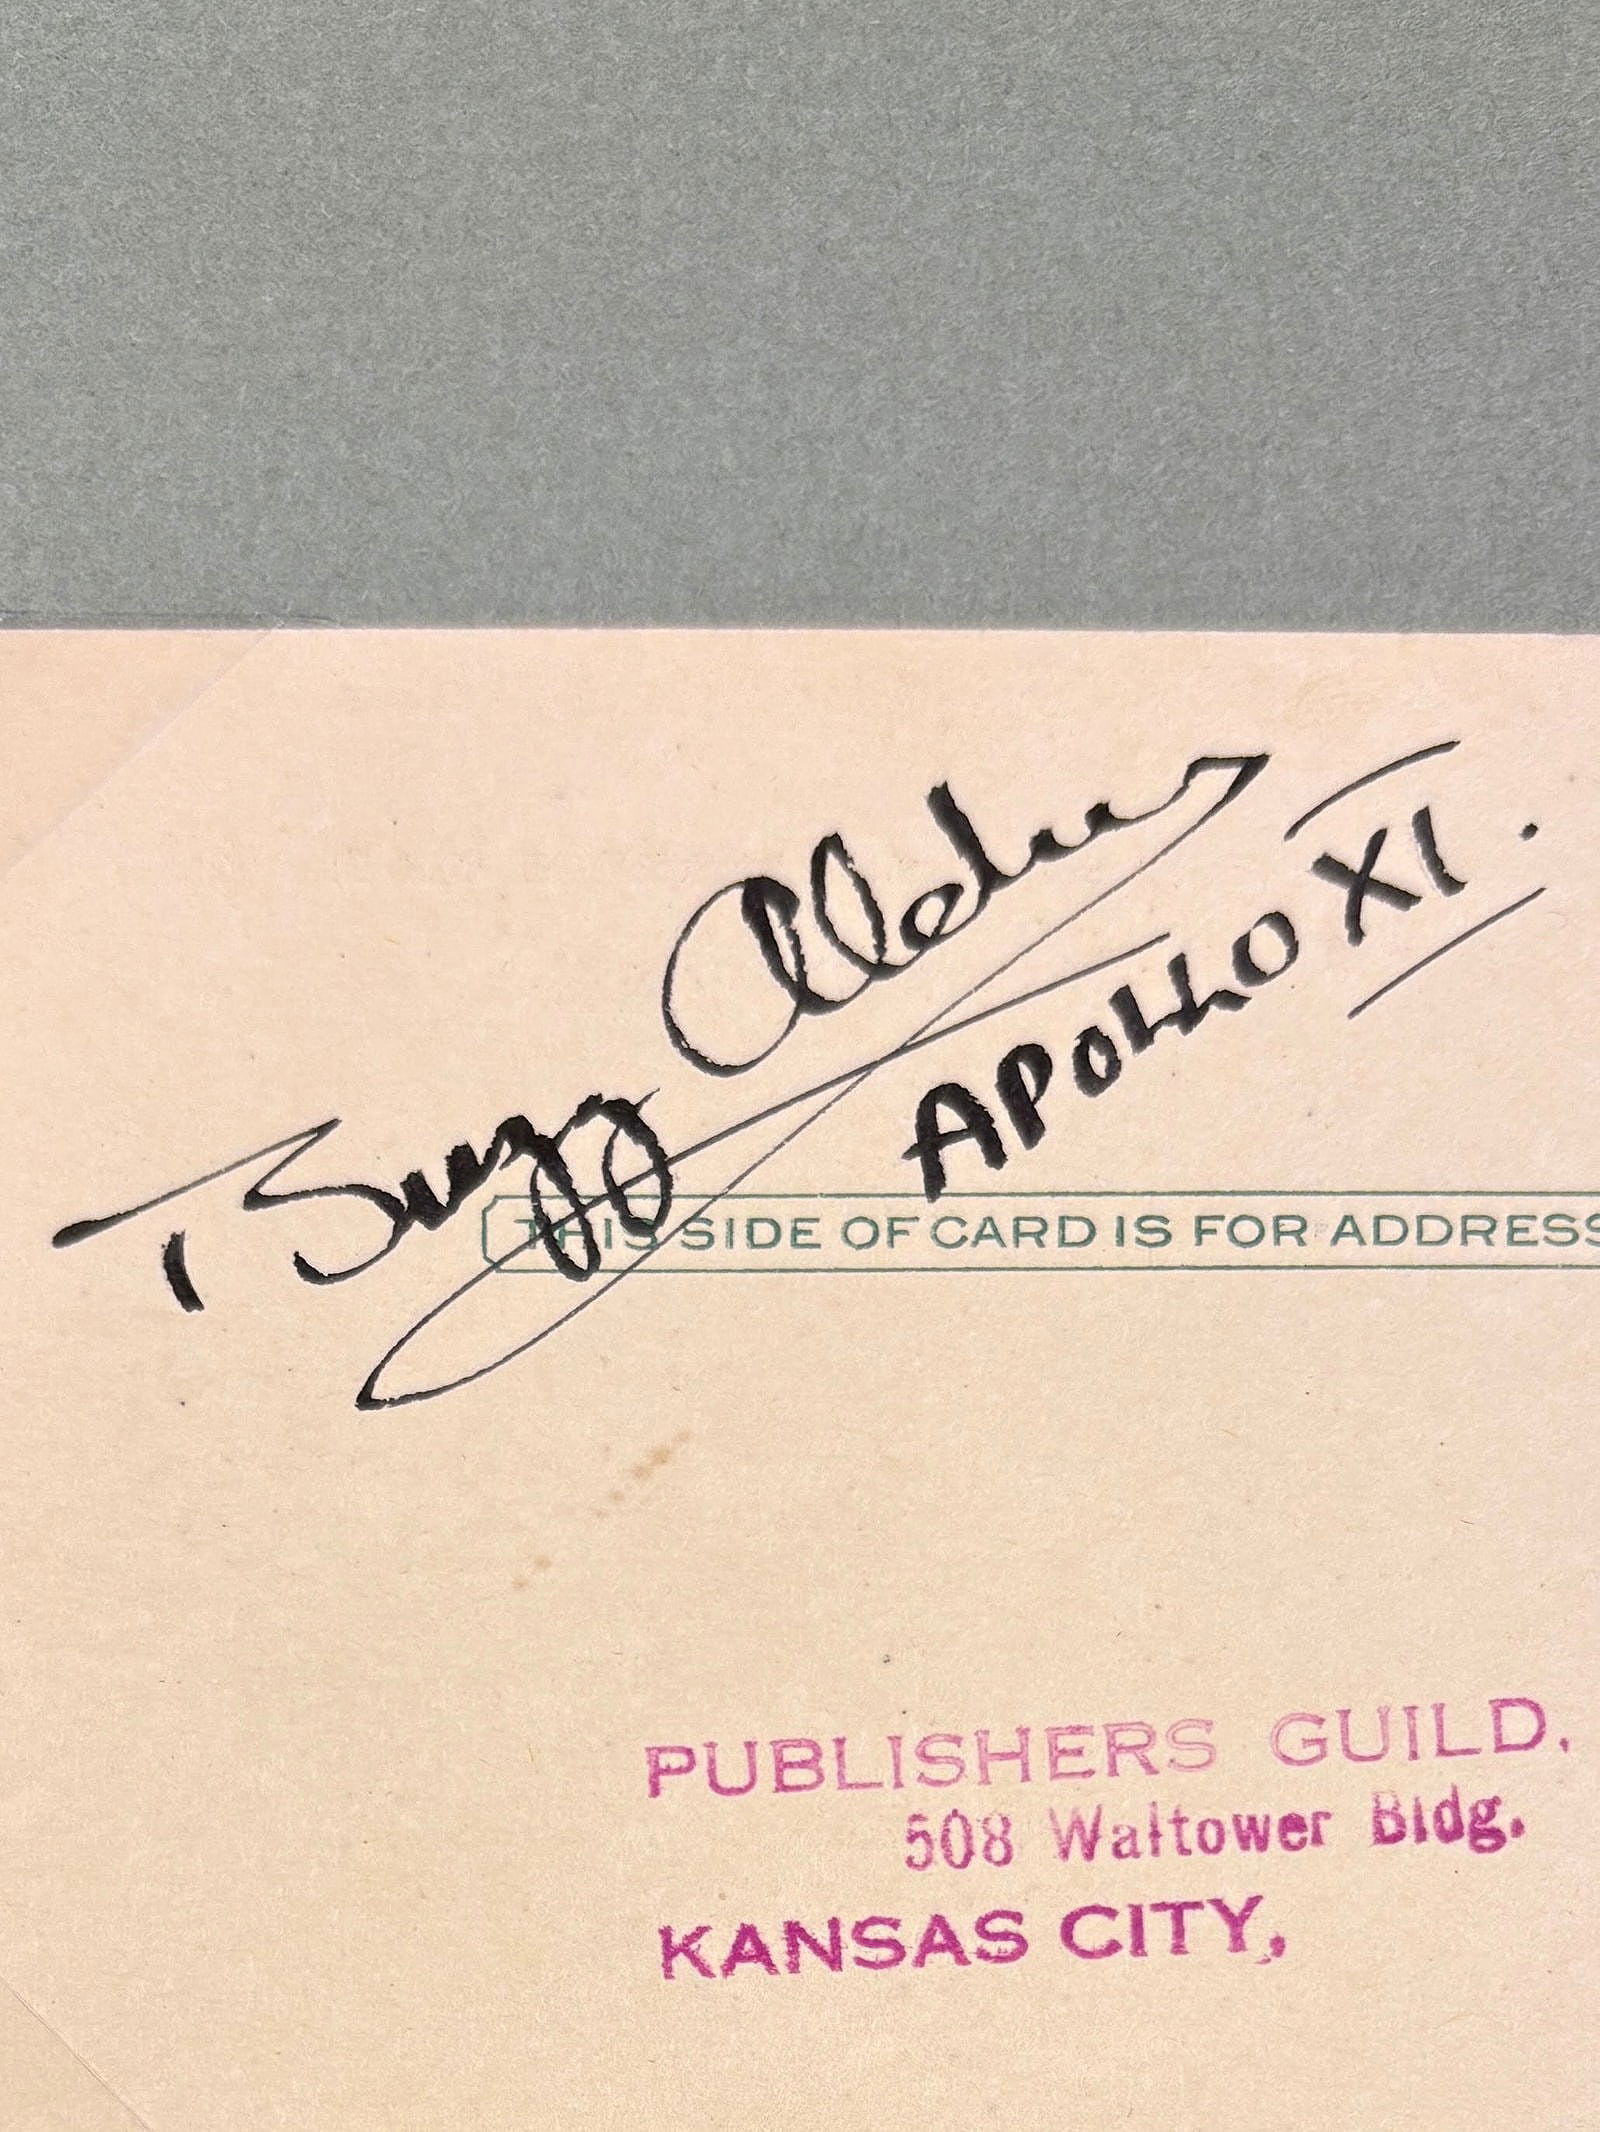 Buzz Aldrin
APOLLO XI.
THIS SIDE OF CARD IS FOR ADDRESS
PUBLISHERS GUILD,
508 Waltower Bldg.
KANSAS CITY,